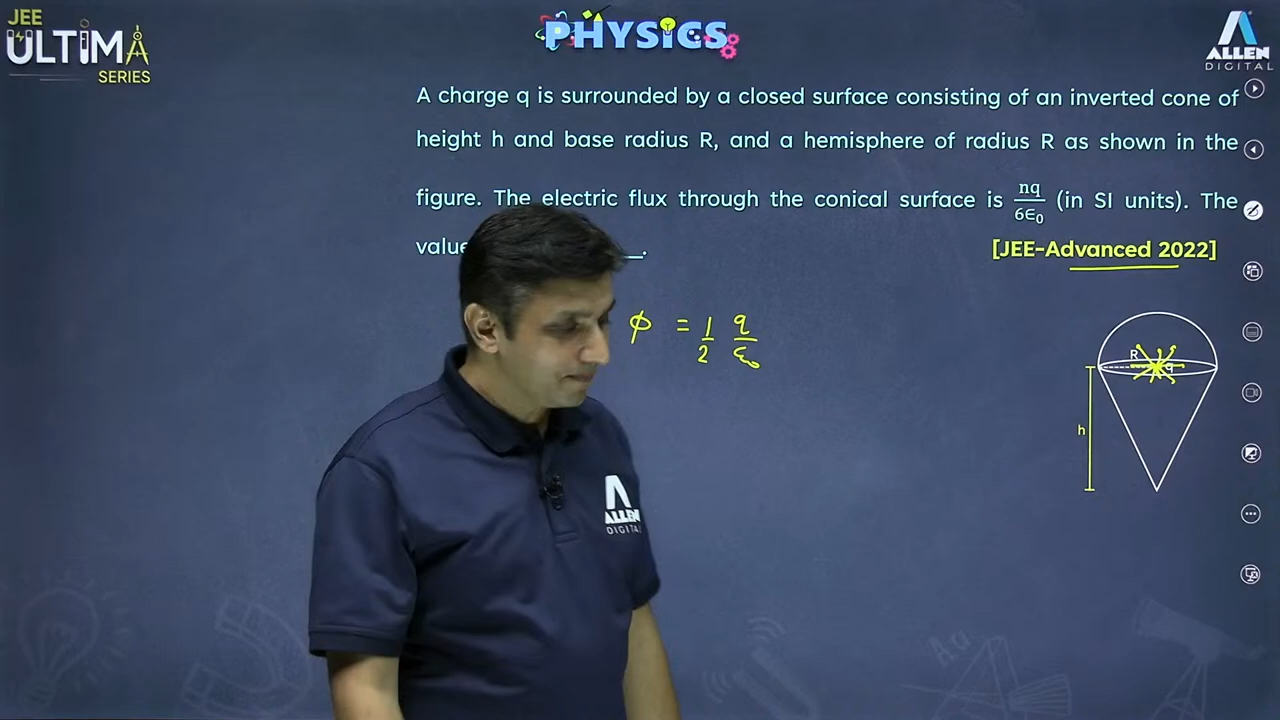 JEE
ULTIMA
SERIES
PHYSICS
ALLEN
DIGITAL
A charge q is surrounded by a closed surface consisting of an inverted cone of
height h and base radius R, and a hemisphere of radius R as shown in the
figure. The electric flux through the conical surface is nq/6ϵ₀ (in SI units). The
value __.
[JEE-Advanced 2022]
ϕ = 1/2 q/ε₀
R
q
h
ALLEN
DIGITAL